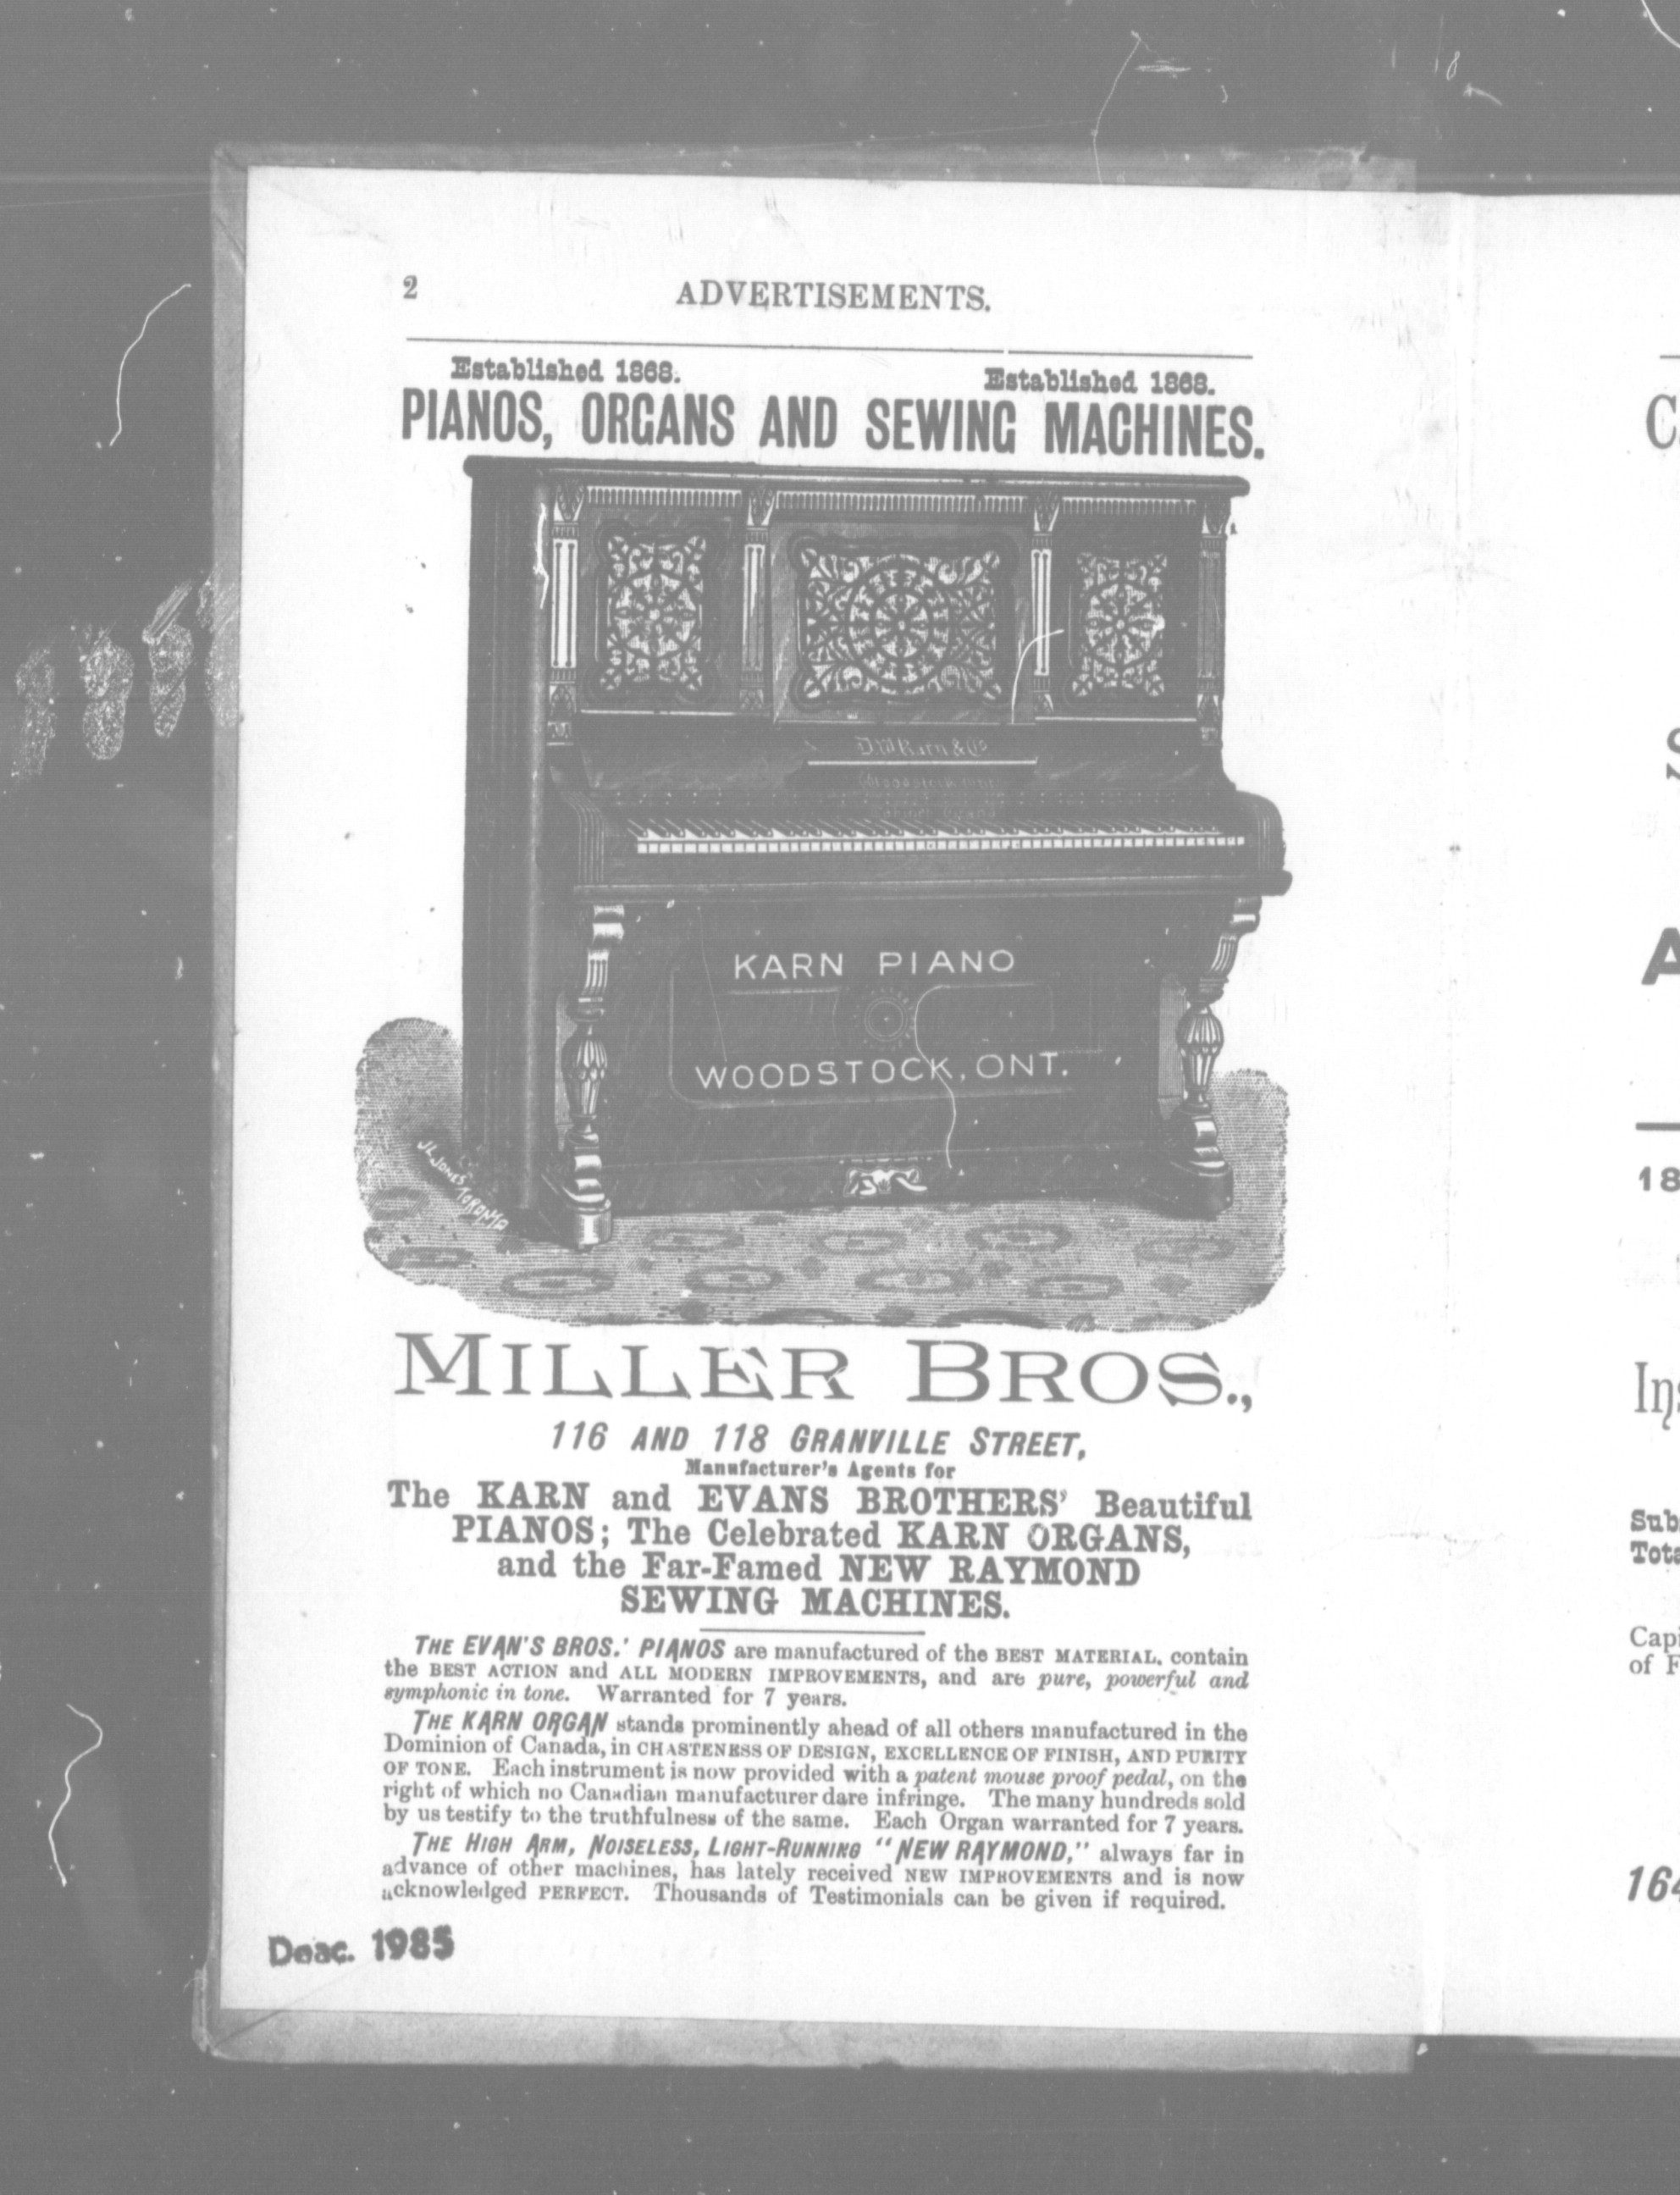 2
ADVERTISEMENTS.
Established 1868.
Established 1868.
PIANOS, ORGANS AND SEWING MACHINES.
D.W. Karn & Co
Woodstock, Ont.
KARN PIANO
WOODSTOCK, ONT.
J.L. JONES
TORONTO
MILLER BROS.,
116 AND 118 GRANVILLE STREET,
Manufacturer's Agents for
The KARN and EVANS BROTHERS' Beautiful
PIANOS; The Celebrated KARN ORGANS,
and the Far-Famed NEW RAYMOND
SEWING MACHINES.
THE EVAN'S BROS.' PIANOS are manufactured of the BEST MATERIAL, contain
the BEST ACTION and ALL MODERN IMPROVEMENTS, and are pure, powerful and
symphonic in tone. Warranted for 7 years.
THE KARN ORGAN stands prominently ahead of all others manufactured in the
Dominion of Canada, in CHASTENESS OF DESIGN, EXCELLENCE OF FINISH, AND PURITY
OF TONE. Each instrument is now provided with a patent mouse proof pedal, on the
right of which no Canadian manufacturer dare infringe. The many hundreds sold
by us testify to the truthfulness of the same. Each Organ warranted for 7 years.
THE HIGH ARM, NOISELESS, LIGHT-RUNNING "NEW RAYMOND," always far in
advance of other machines, has lately received NEW IMPROVEMENTS and is now
acknowledged PERFECT. Thousands of Testimonials can be given if required.
Deac. 1985
A
18
Ins
Sub
Tota
Capi
of F
164